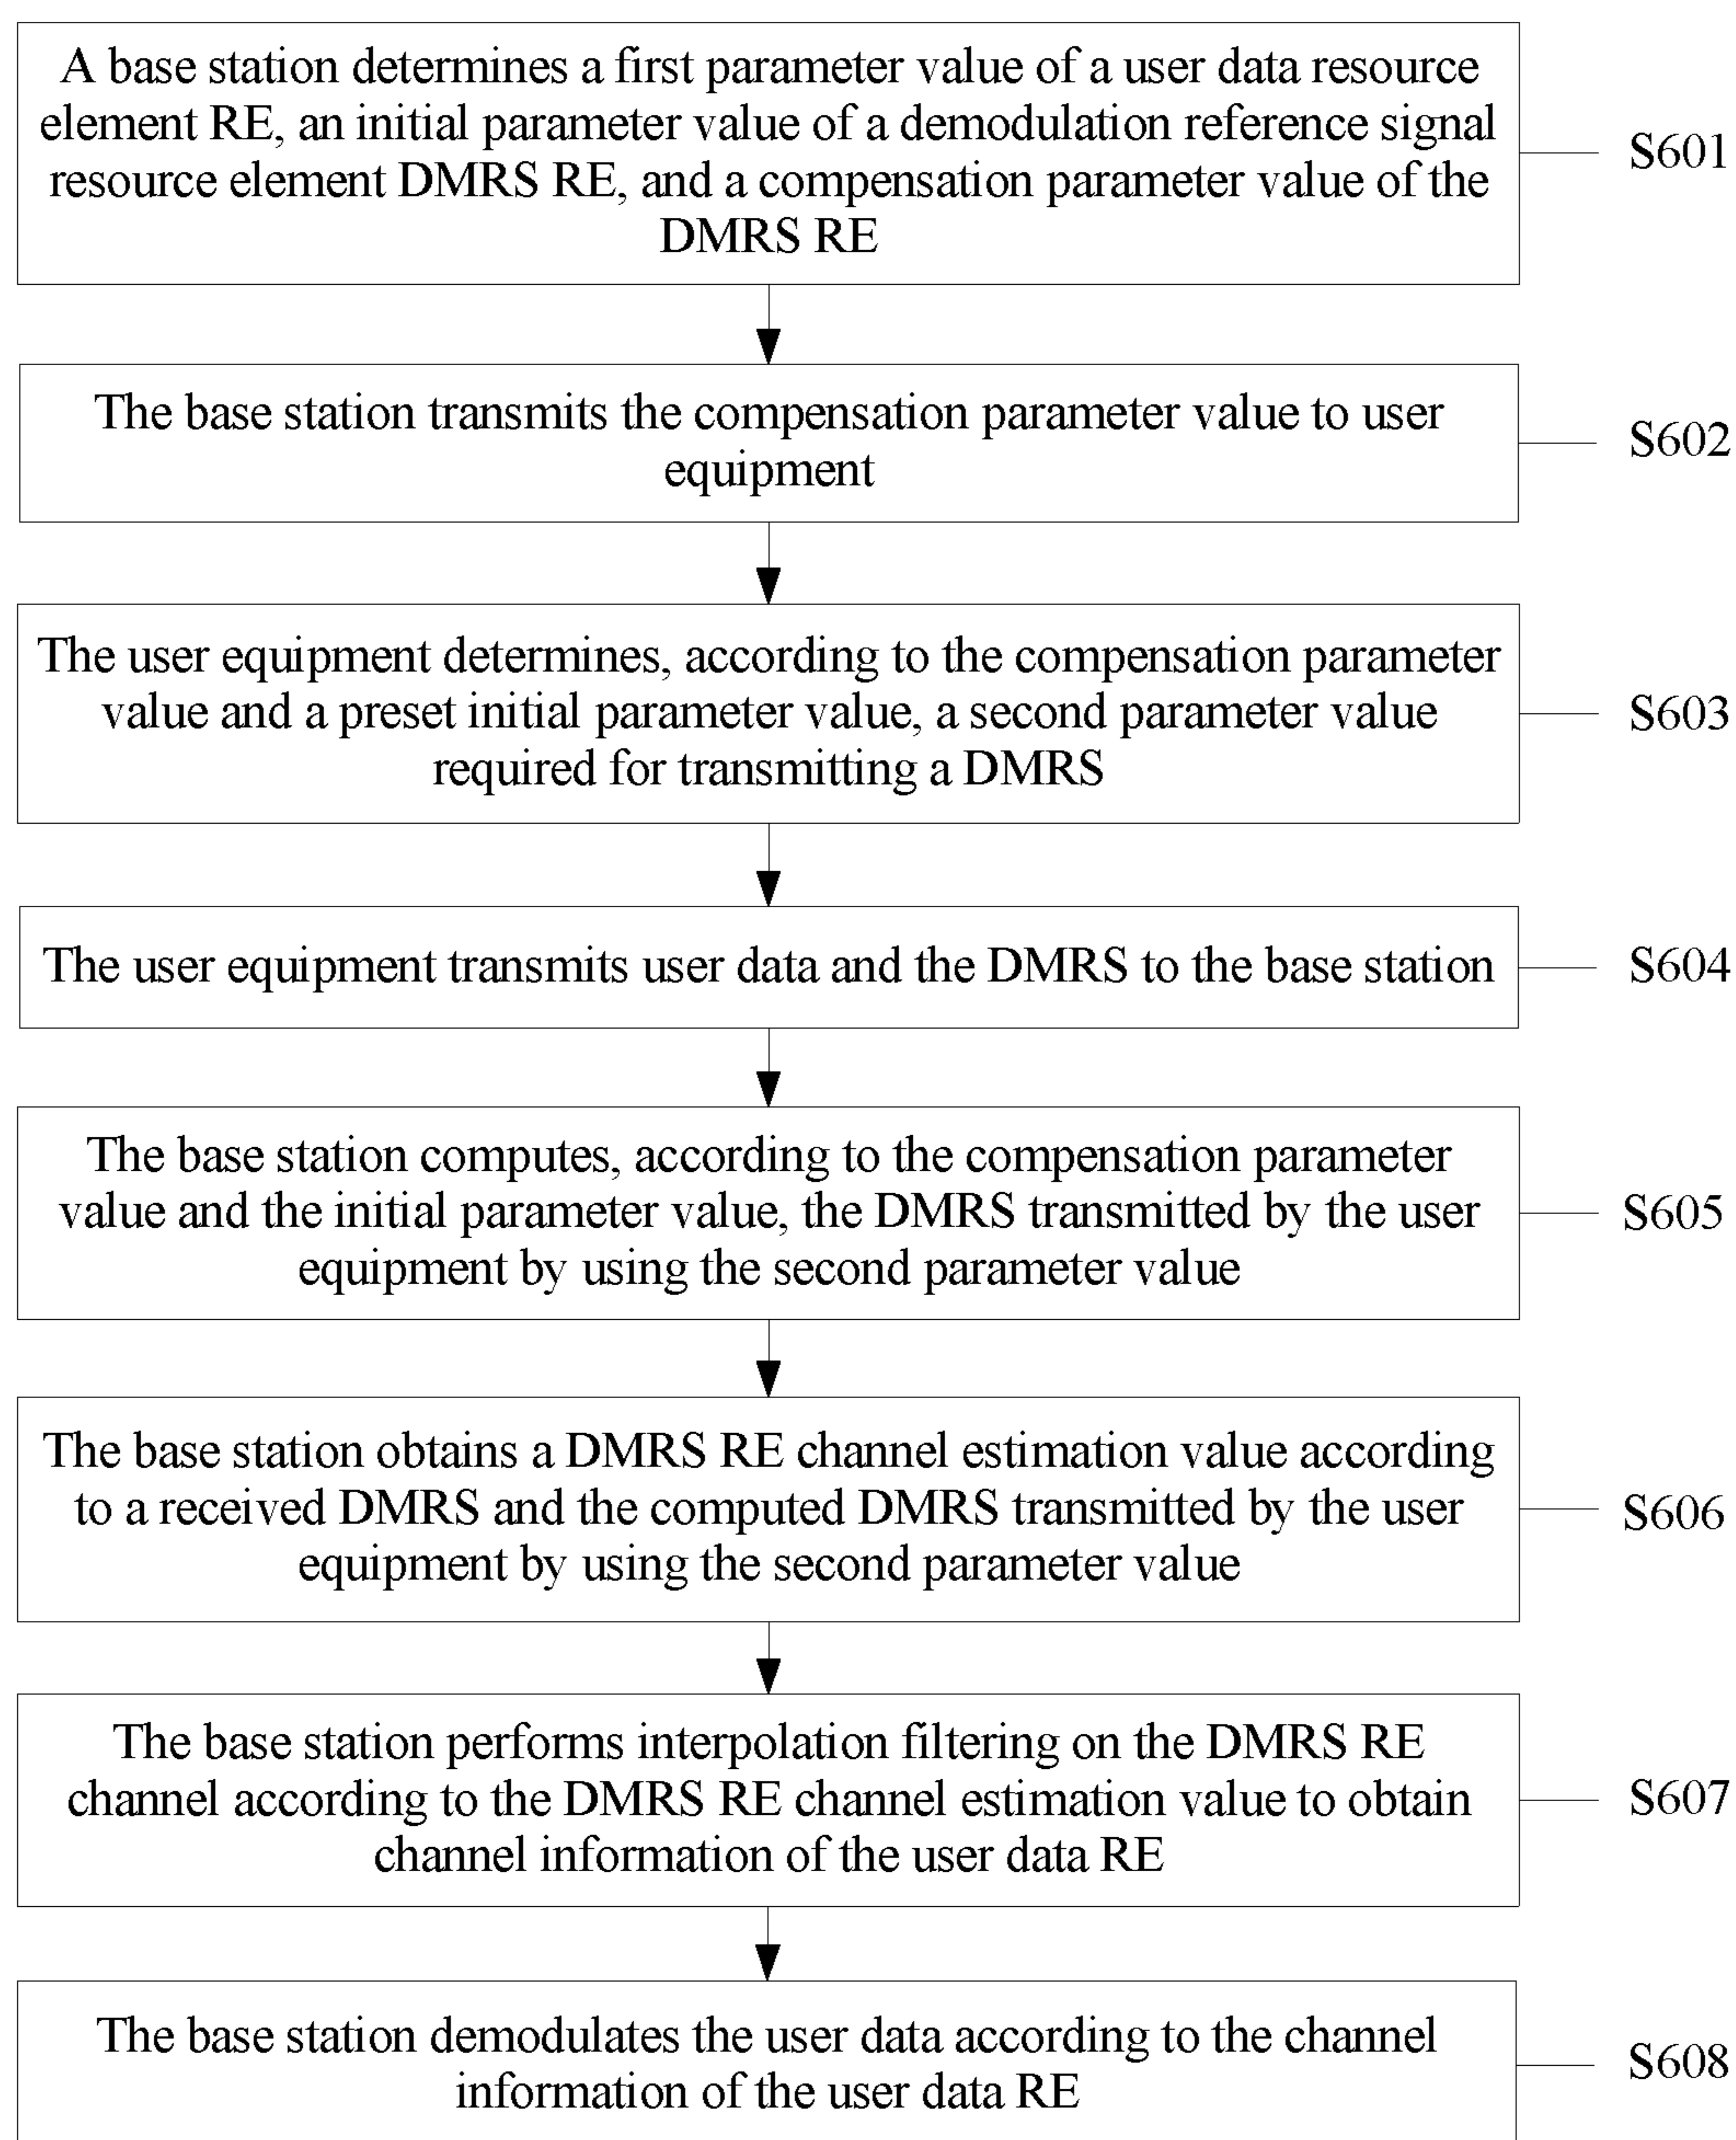 A base station determines a first parameter value of a user data resource
element RE, an initial parameter value of a demodulation reference signal
resource element DMRS RE, and a compensation parameter value of the
DMRS RE
S601
The base station transmits the compensation parameter value to user
equipment
S602
The user equipment determines, according to the compensation parameter
value and a preset initial parameter value, a second parameter value
required for transmitting a DMRS
S603
The user equipment transmits user data and the DMRS to the base station
S604
The base station computes, according to the compensation parameter
value and the initial parameter value, the DMRS transmitted by the user
equipment by using the second parameter value
S605
The base station obtains a DMRS RE channel estimation value according
to a received DMRS and the computed DMRS transmitted by the user
equipment by using the second parameter value
S606
The base station performs interpolation filtering on the DMRS RE
channel according to the DMRS RE channel estimation value to obtain
channel information of the user data RE
S607
The base station demodulates the user data according to the channel
information of the user data RE
S608